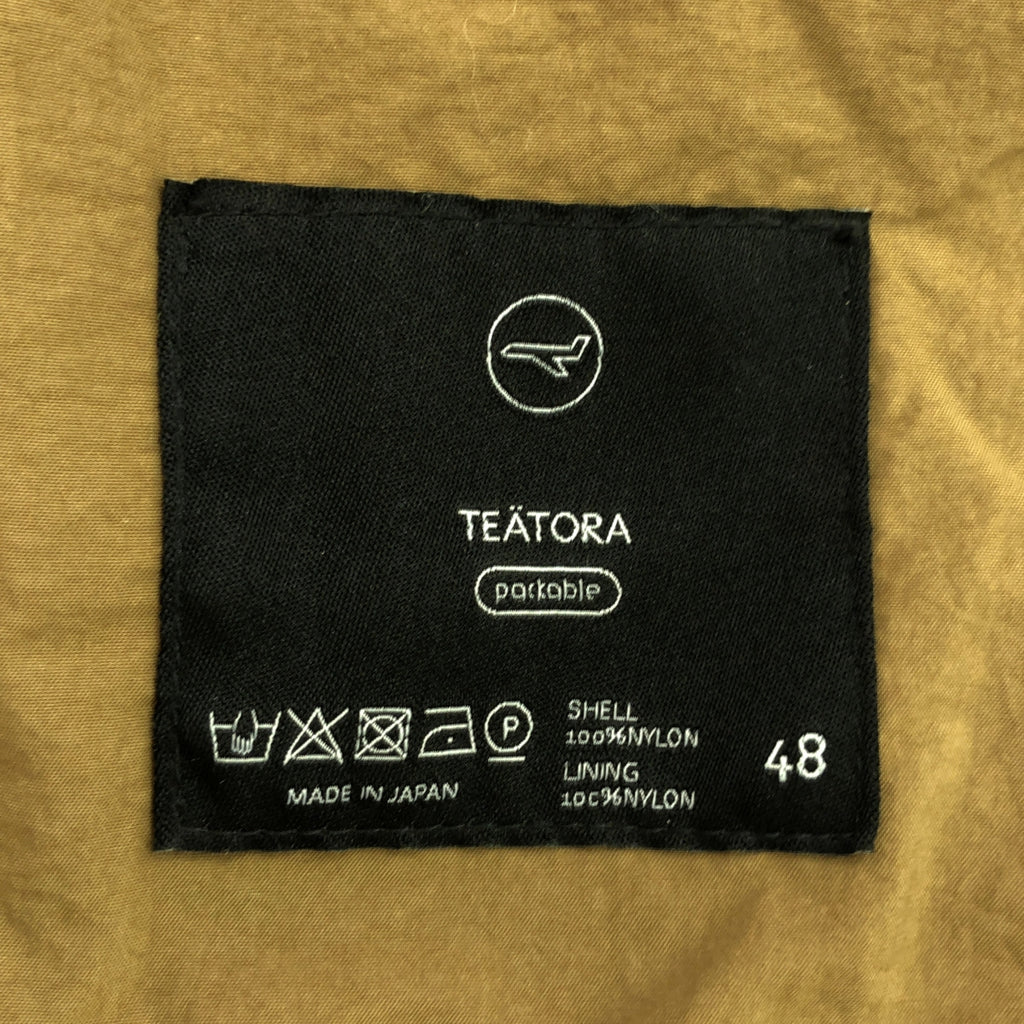 TEÄTORA
packable
P
SHELL
100%NYLON
LINING
100%NYLON
48
MADE IN JAPAN